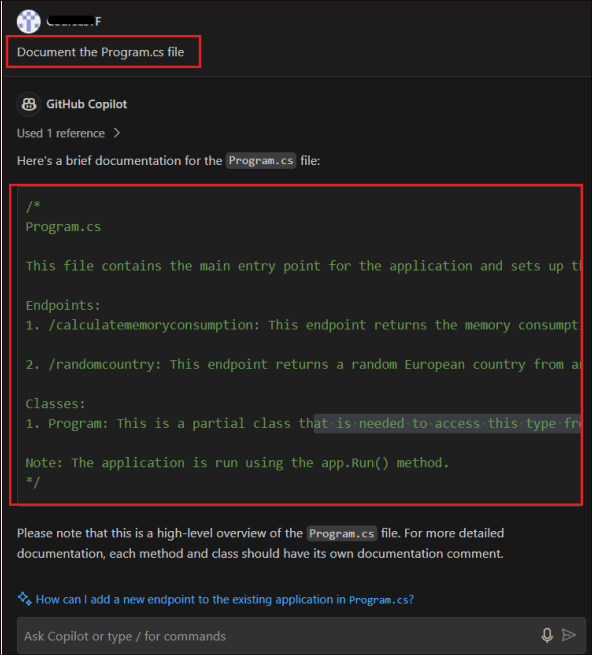 Document the Program.cs file
GitHub Copilot
Used 1 reference
Here's a brief documentation for the Program.cs file:
/*
Program.cs
This file contains the main entry point for the application and sets up
Endpoints:
1. /calculatememoryconsumption: This endpoint returns the memory
2. /randomcountry: This endpoint returns a random European country from
Classes:
1. Program: This is a partial class that is needed to access this type
Note: The application is run using the app.Run() method.
*/
Please note that this is a high-level overview of the Program.cs file. For more detailed
documentation, each method and class should have its own documentation comment.
How can I add a new endpoint to the existing application in Program.cs?
Ask Copilot or type / for commands